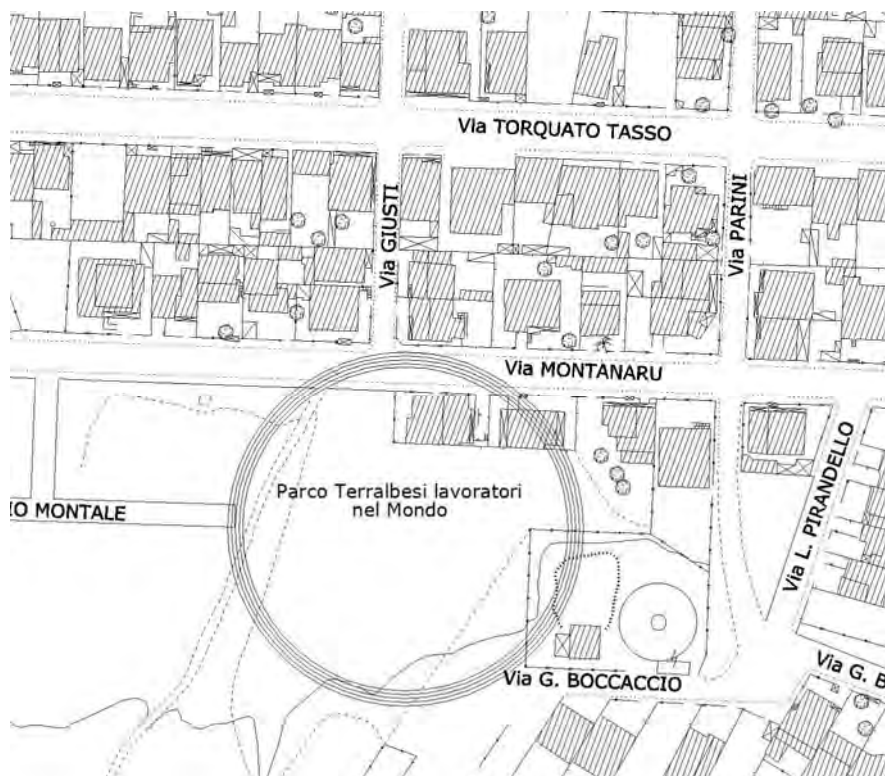 Via TORQUATO TASSO
Via GIUSTI
Via PARINI
Via MONTANARU
Via L. PIRANDELLO
Parco Terralbesi lavoratori
nel Mondo
IO MONTALE
Via G. BOCCACCIO
Via G. B